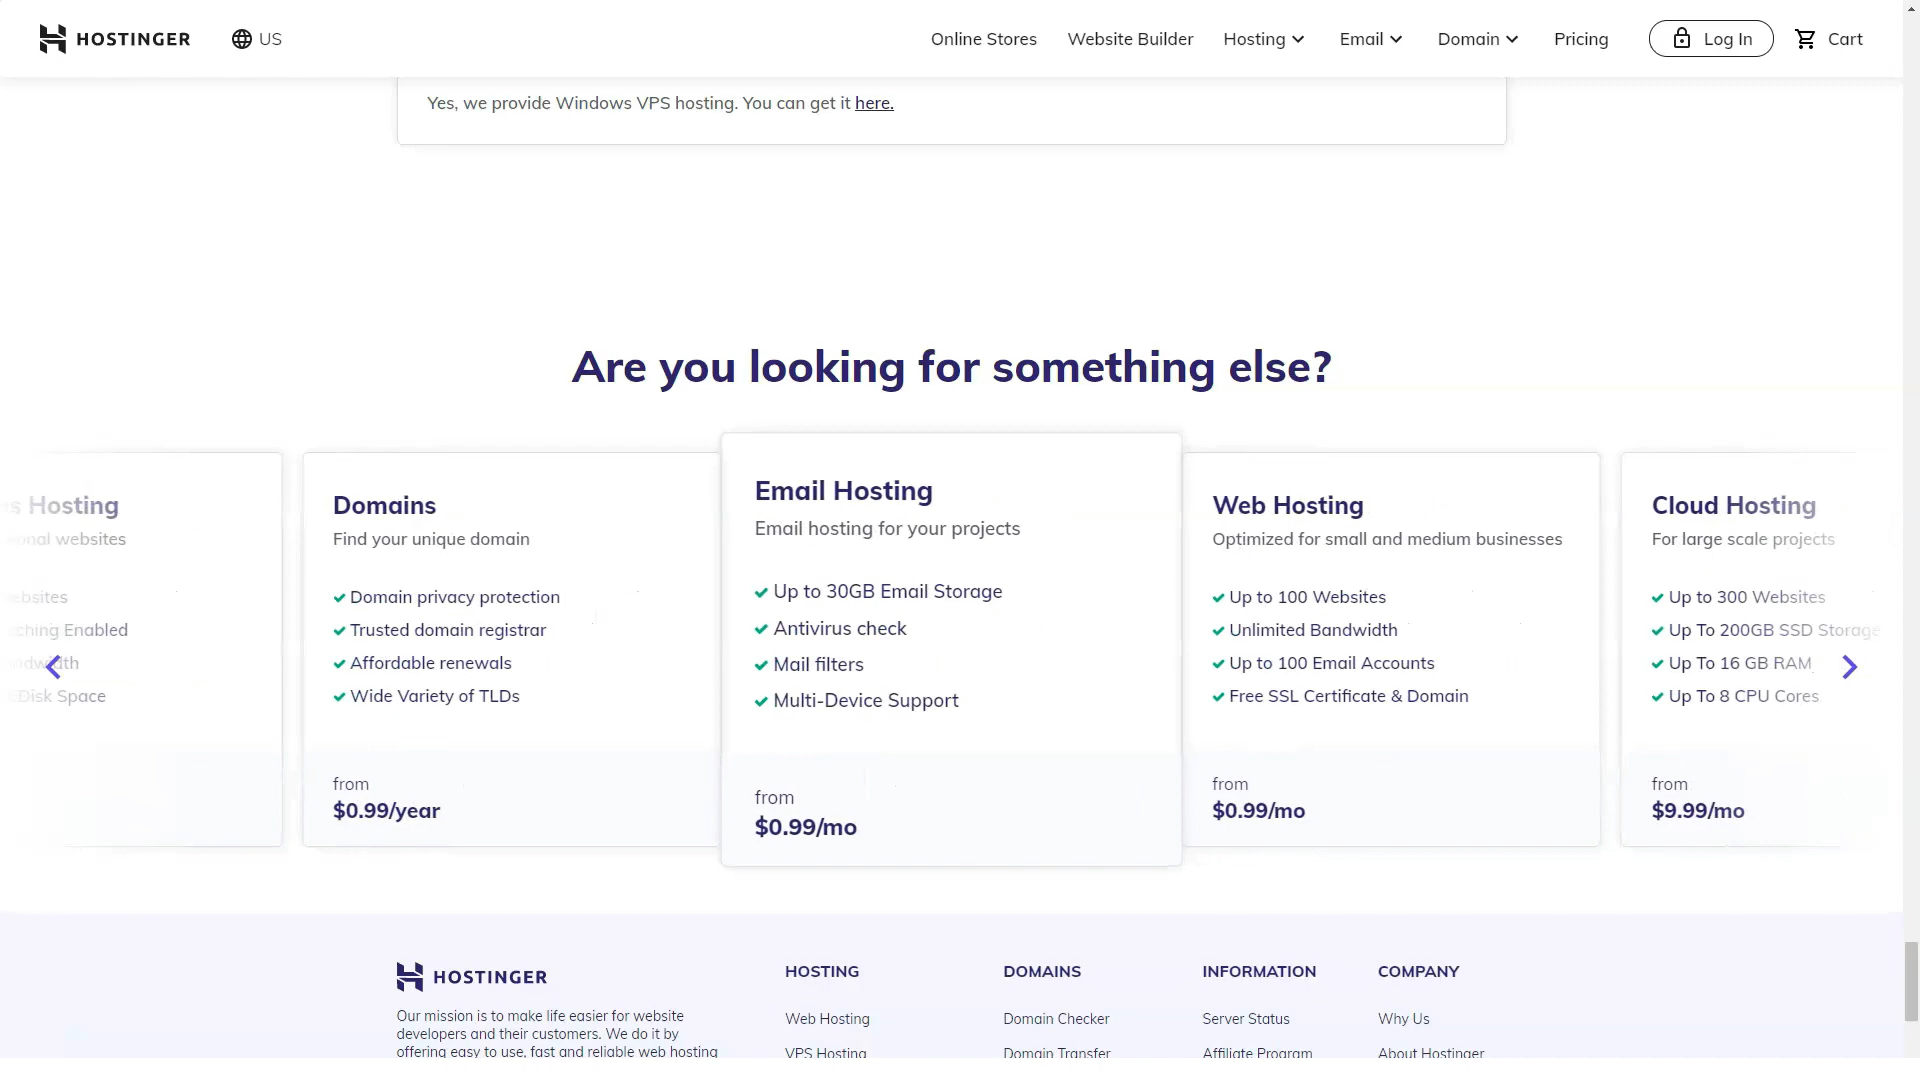 HOSTINGER
US
Online Stores
Website Builder
Hosting
Email
Domain
Pricing
Log In
Cart
Yes, we provide Windows VPS hosting. You can get it here.
Are you looking for something else?
Hosting
websites
Enabled
Disk Space
Domains
Find your unique domain
Domain privacy protection
Trusted domain registrar
Affordable renewals
Wide Variety of TLDs
from
$0.99/year
Email Hosting
Email hosting for your projects
Up to 30GB Email Storage
Antivirus check
Mail filters
Multi-Device Support
from
$0.99/mo
Web Hosting
Optimized for small and medium businesses
Up to 100 Websites
Unlimited Bandwidth
Up to 100 Email Accounts
Free SSL Certificate & Domain
from
$0.99/mo
Cloud Hosting
For large scale projects
Up to 300 Websites
Up To 200GB SSD Storage
Up To 16 GB RAM
Up To 8 CPU Cores
from
$9.99/mo
HOSTINGER
Our mission is to make life easier for website
developers and their customers. We do it by
offering easy to use, fast and reliable web hosting
HOSTING
Web Hosting
VPS Hosting
DOMAINS
Domain Checker
Domain Transfer
INFORMATION
Server Status
Affiliate Program
COMPANY
Why Us
About Hostinger